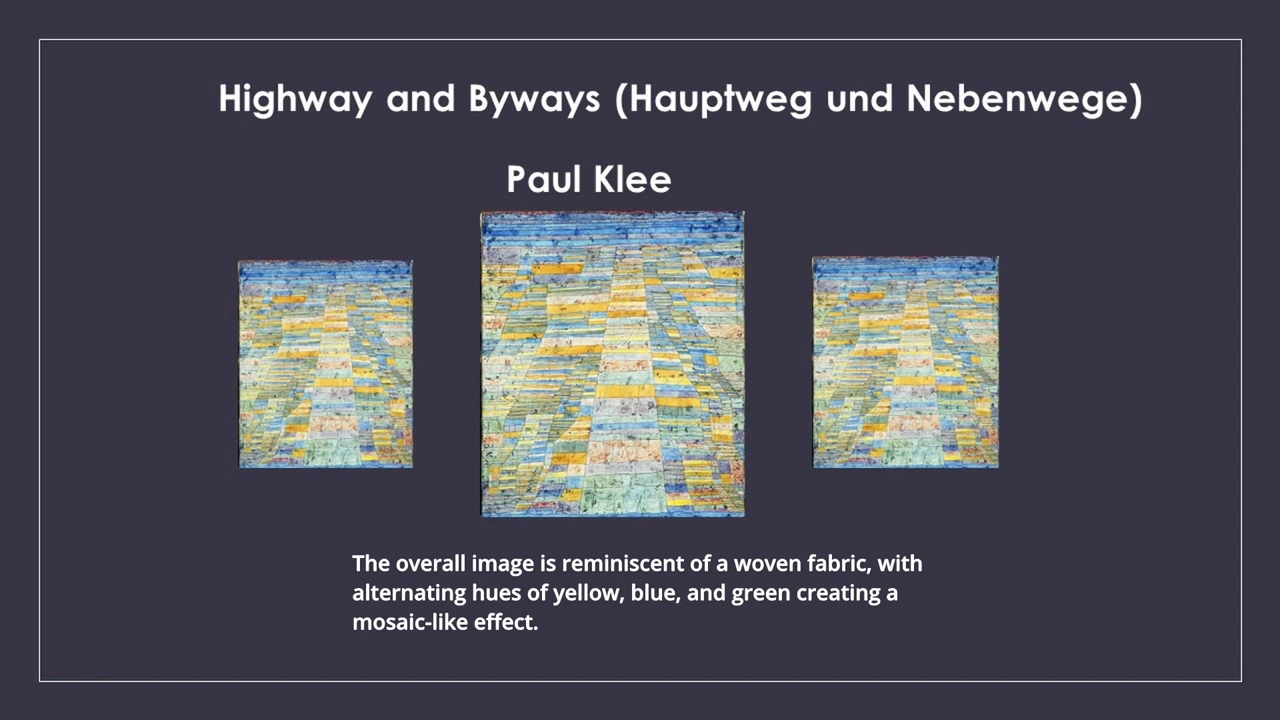 Highway and Byways (Hauptweg und Nebenwege)
Paul Klee
The overall image is reminiscent of a woven fabric, with
alternating hues of yellow, blue, and green creating a
mosaic-like effect.